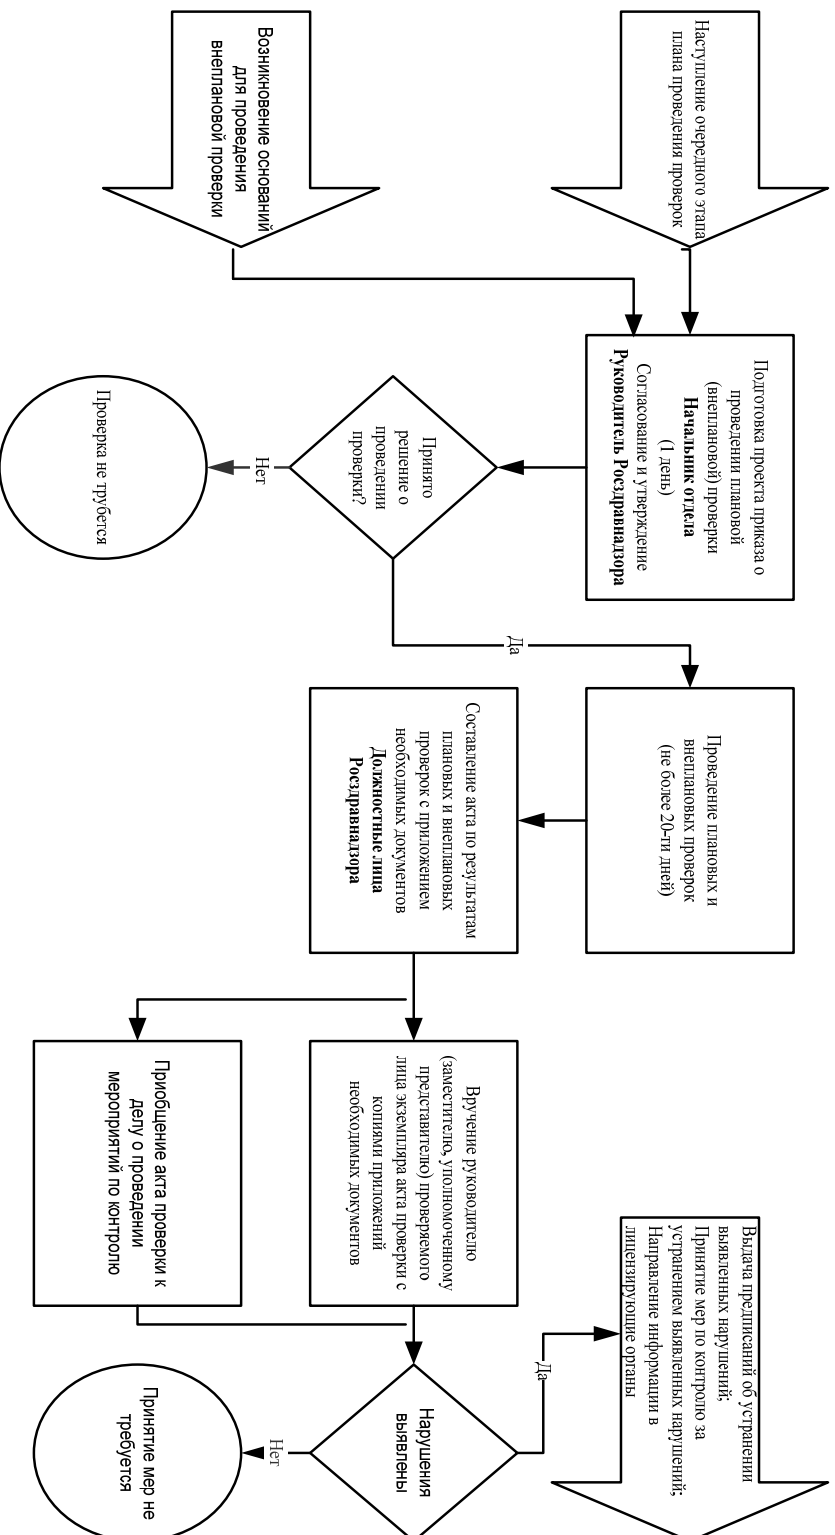 Наступление очередного этапа
плана проведения проверок
Возникновение оснований
для проведения
внеплановой проверки
Подготовка проекта приказа о
проведении плановой
(внеплановой) проверки
Начальник отдела
(1 день)
Согласование и утверждение
Руководитель Росздравнадзора
Принято
решение о
проведении
проверки?
Нет
Проверка не трубется
Да
Проведение плановых и
внеплановых проверок
(не более 20-ти дней)
Составление акта по результатам
плановых и внеплановых
проверок с приложением
необходимых документов
Должностные лица
Росздравнадзора
Вручение руководителю
(заместителю, уполномоченному
представителю) проверяемого
лица экземпляра акта проверки с
копиями приложений
необходимых документов
Приобщение акта проверки к
делу о проведении
мероприятий по контролю
Нарушения
выявлены
Да
Выдача предписаний об устранении
выявленных нарушений;
Принятие мер по контролю за
устранением выявленных нарушений;
Направление информации в
лицензирующие органы
Нет
Принятие мер не
требуется